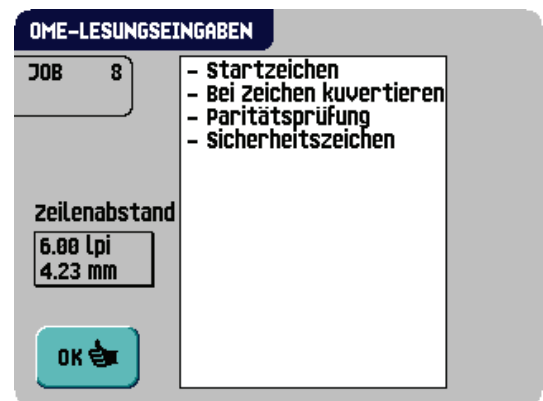 OME-LESUNGSEINGABEN
JOB 8
- Startzeichen
- Bei Zeichen kuvertieren
- Paritätsprüfung
- Sicherheitszeichen
Zeilenabstand
6.00 lpi
4.23 mm
OK